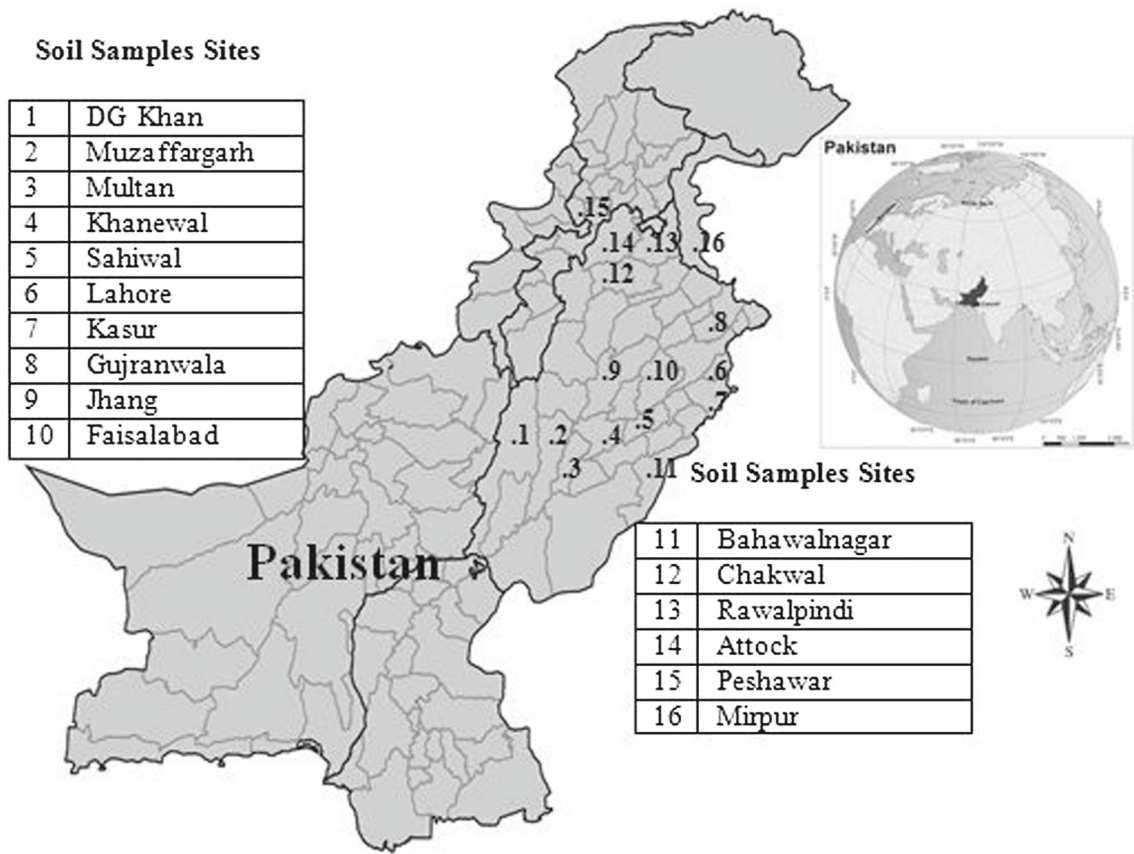 Soil Samples Sites
1 DG Khan
2 Muzaffargarh
3 Multan
4 Khanewal
5 Sahiwal
6 Lahore
7 Kasur
8 Gujranwala
9 Jhang
10 Faisalabad
.15
.14 .13 .16
.12
.8
.9 .10 .6
.7
.5
.1 .2 .4
.3 .11
Pakistan
Pakistan
Equator
Soil Samples Sites
11 Bahawalnagar
12 Chakwal
13 Rawalpindi
14 Attock
15 Peshawar
16 Mirpur
N
W E
S